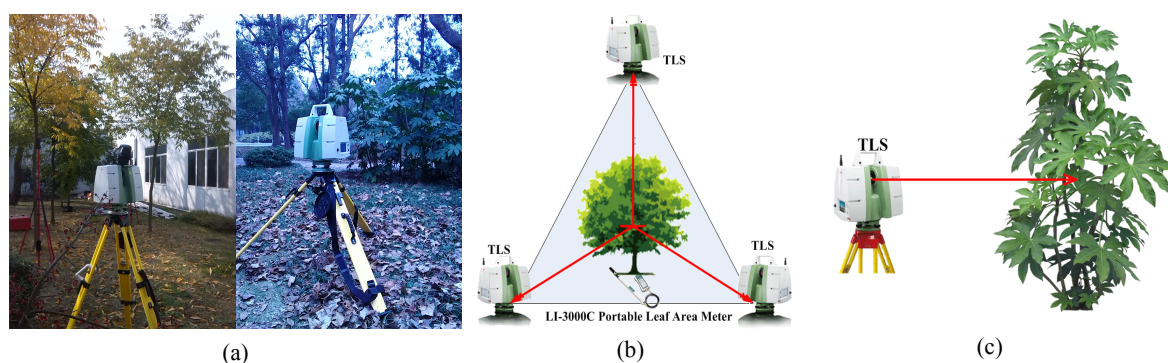 TLS
TLS
TLS
TLS
LI-3000C Portable Leaf Area Meter
(a)
(b)
(c)